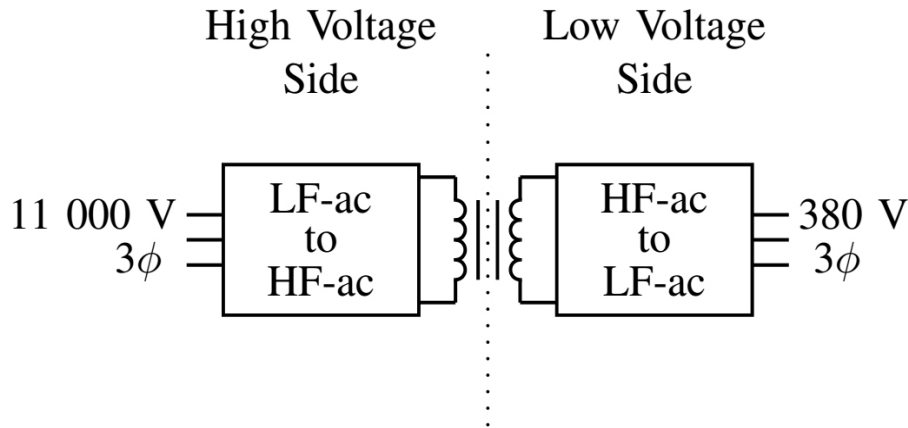 High Voltage
Side
Low Voltage
Side
11 000 V
3ϕ
LF-ac
to
HF-ac
HF-ac
to
LF-ac
380 V
3ϕ